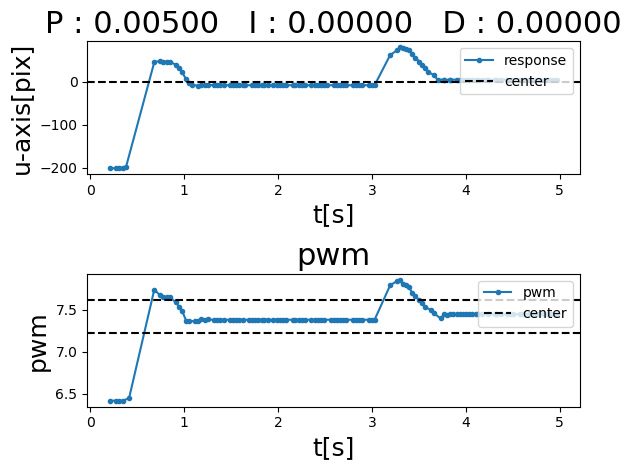 P : 0.00500   I : 0.00000   D : 0.00000
u-axis[pix]
0
−100
−200
response
center
0 1 2 3 4 5
t[s]
pwm
pwm
7.5
7.0
6.5
pwm
center
0 1 2 3 4 5
t[s]